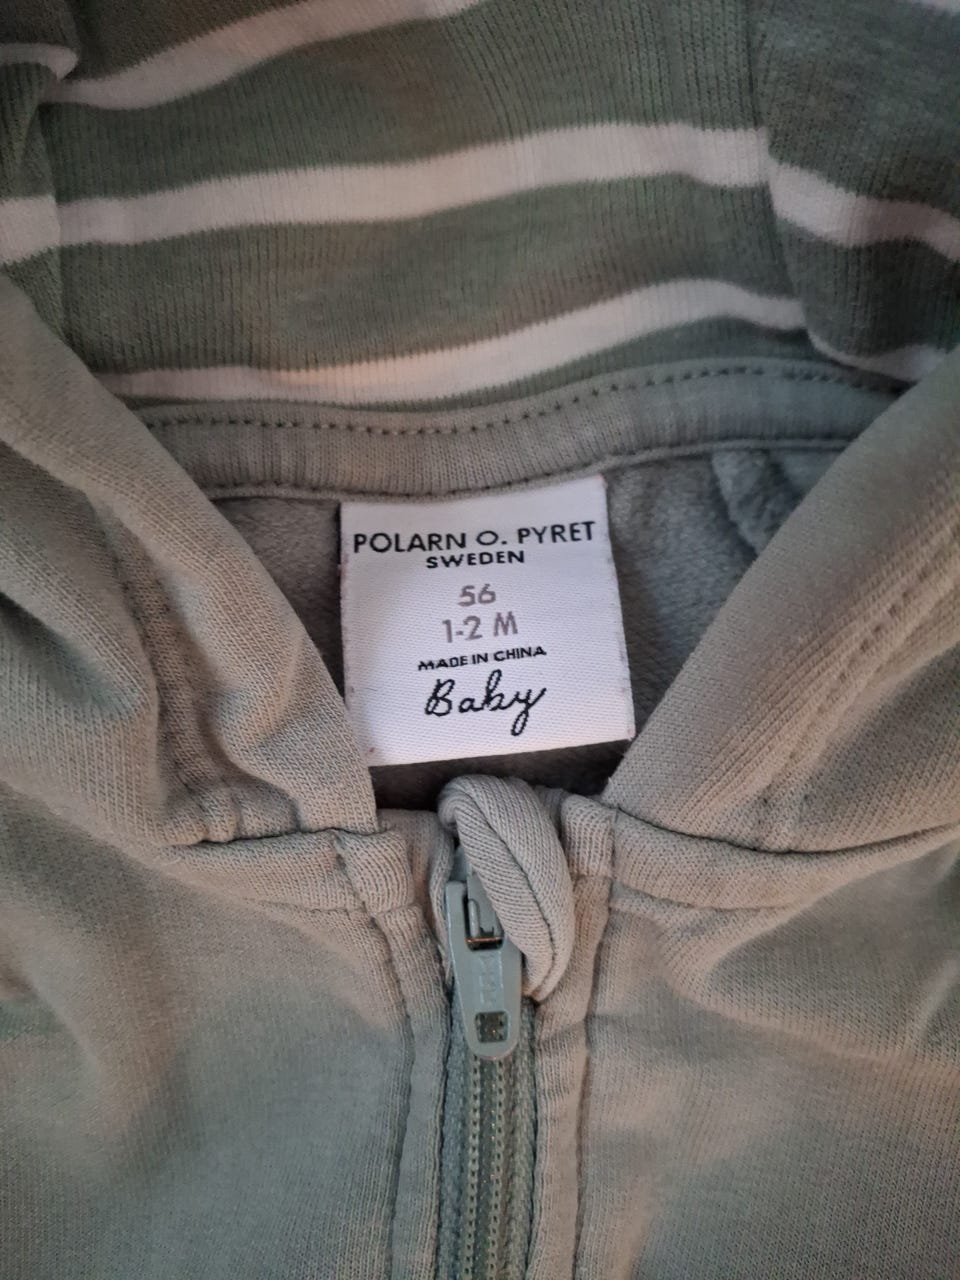 POLARN O. PYRET
SWEDEN
56
1-2 M
MADE IN CHINA
Baby